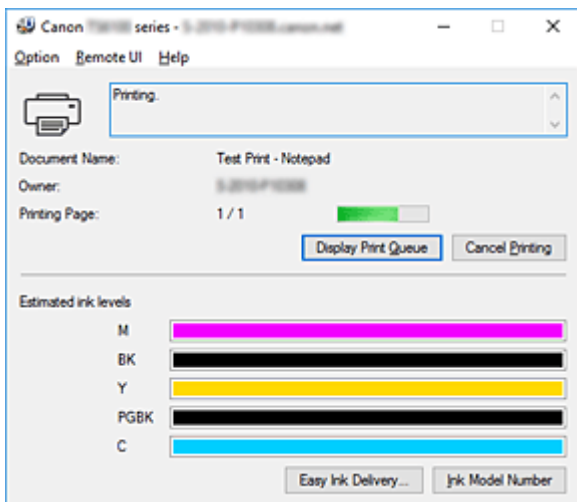 Canon series -
Option Remote UI Help
Printing.
Document Name: Test Print - Notepad
Owner:
Printing Page: 1 / 1
Display Print Queue Cancel Printing
Estimated ink levels
M
BK
Y
PGBK
C
Easy Ink Delivery... Ink Model Number